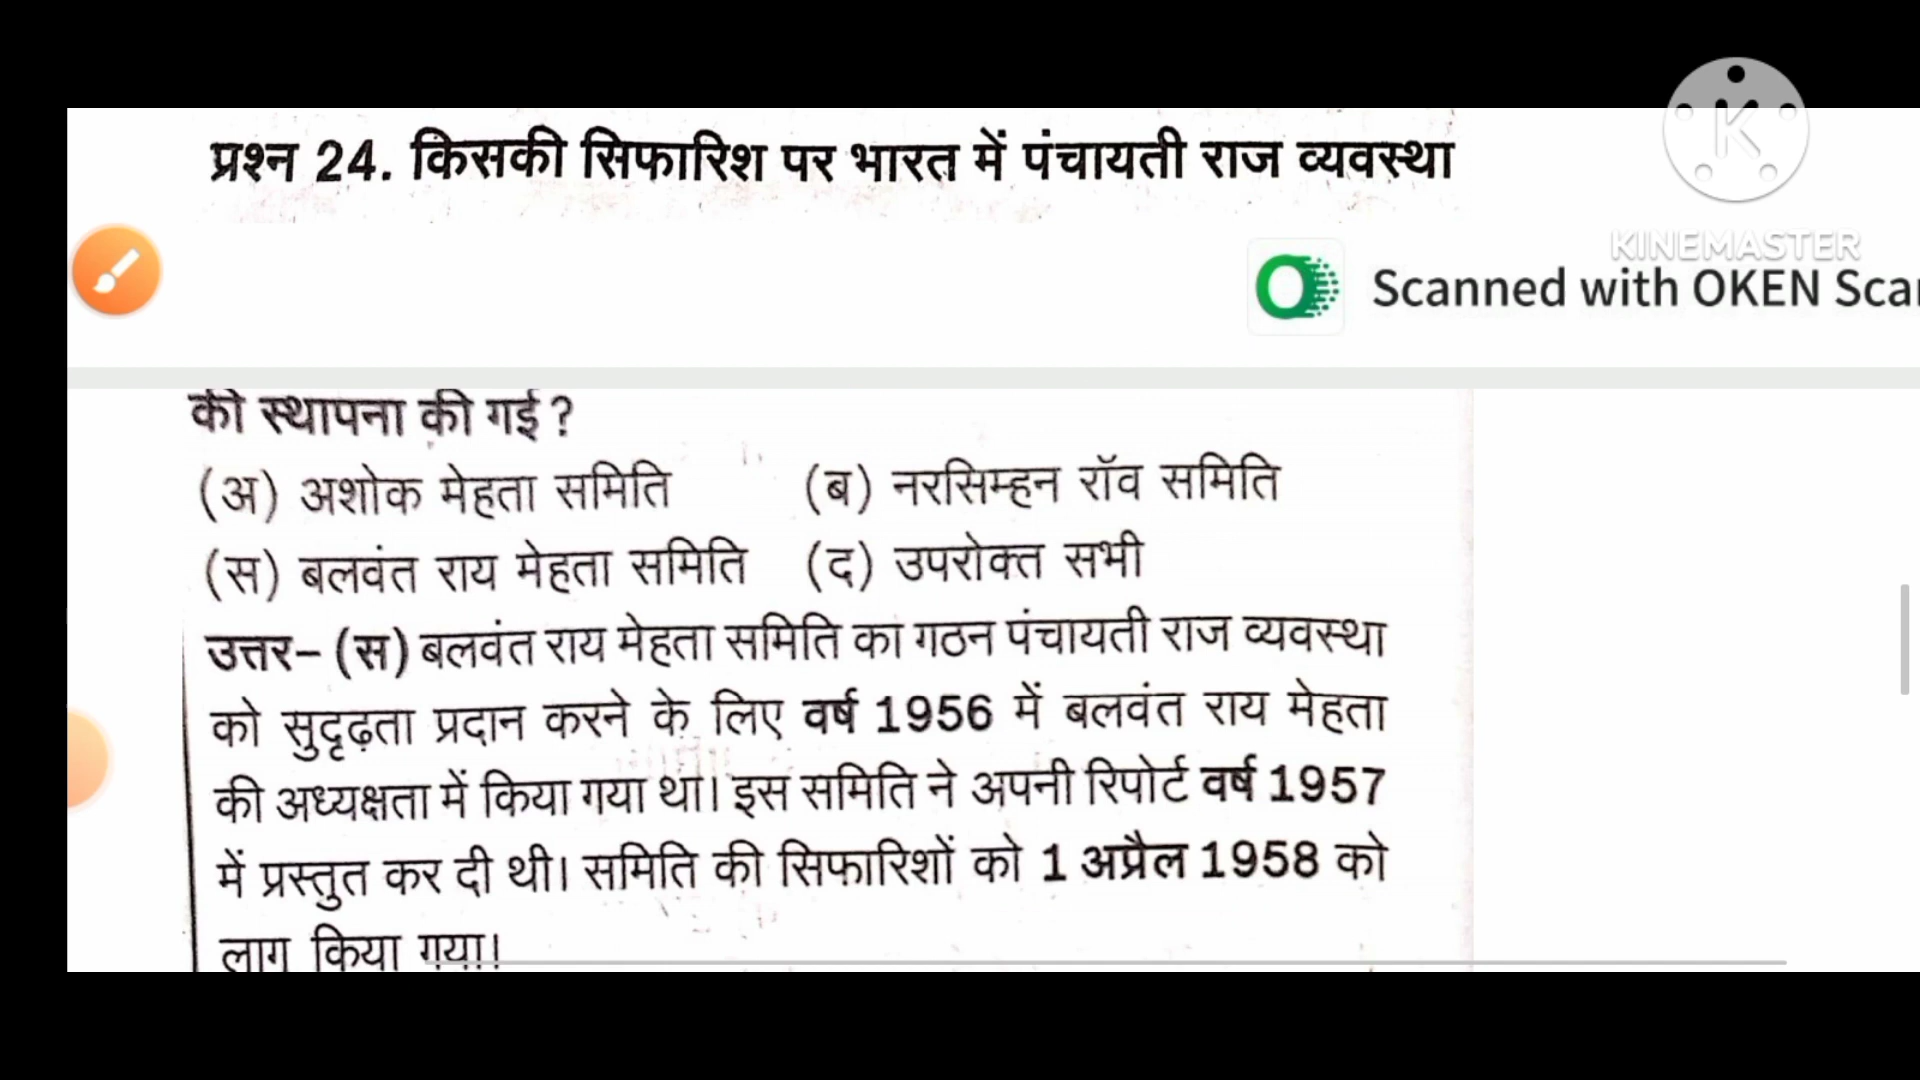 प्रश्न 24. किसकी सिफारिश पर भारत में पंचायती राज व्यवस्था
KINEMASTER
Scanned with OKEN Scan
की स्थापना की गई ?
(अ) अशोक मेहता समिति (ब) नरसिम्हन रॉव समिति
(स) बलवंत राय मेहता समिति (द) उपरोक्त सभी
उत्तर– (स) बलवंत राय मेहता समिति का गठन पंचायती राज व्यवस्था
को सुदृढ़ता प्रदान करने के लिए वर्ष 1956 में बलवंत राय मेहता
की अध्यक्षता में किया गया था। इस समिति ने अपनी रिपोर्ट वर्ष 1957
में प्रस्तुत कर दी थी। समिति की सिफारिशों को 1 अप्रैल 1958 को
लागू किया गया।